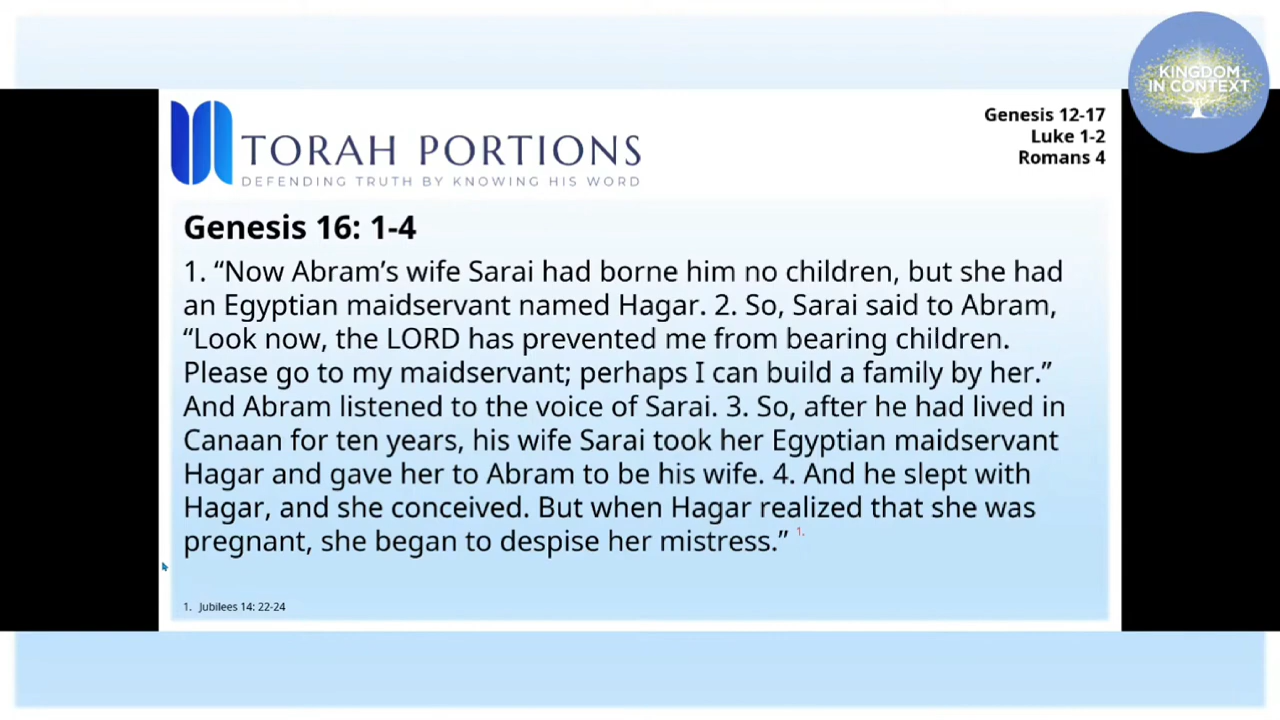 KINGDOM
IN CONTEXT
Genesis 12-17
Luke 1-2
Romans 4
TORAH PORTIONS
DEFENDING TRUTH BY KNOWING HIS WORD
Genesis 16: 1-4
1. “Now Abram’s wife Sarai had borne him no children, but she had
an Egyptian maidservant named Hagar. 2. So, Sarai said to Abram,
“Look now, the LORD has prevented me from bearing children.
Please go to my maidservant; perhaps I can build a family by her.”
And Abram listened to the voice of Sarai. 3. So, after he had lived in
Canaan for ten years, his wife Sarai took her Egyptian maidservant
Hagar and gave her to Abram to be his wife. 4. And he slept with
Hagar, and she conceived. But when Hagar realized that she was
pregnant, she began to despise her mistress.” 1.
1. Jubilees 14: 22-24